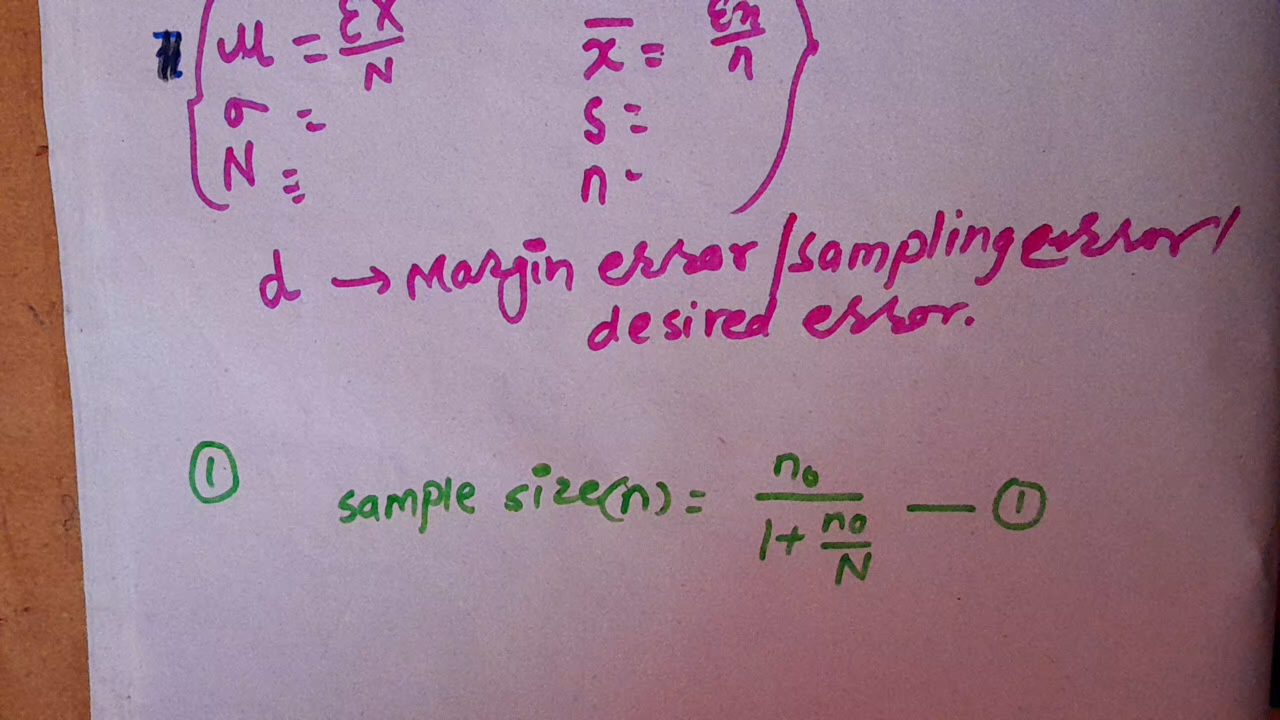 μ = ΣX/N x̄ = Σx/n
σ = s =
N = n -
d → Margin error/sampling error/
desired error.
① sample size(n) = n₀/(1+n₀/N) — ①